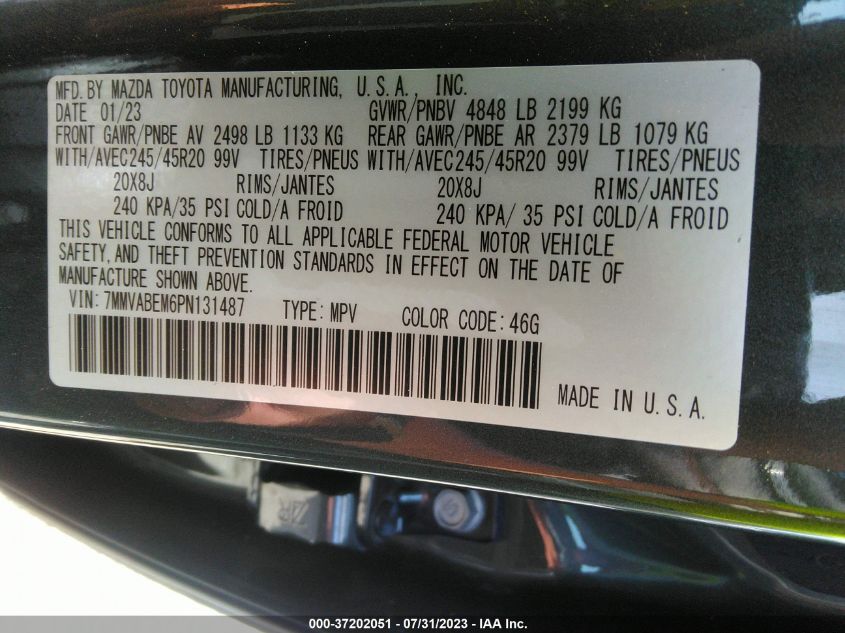 MFD. BY MAZDA TOYOTA MANUFACTURING, U.S.A., INC.
DATE 01/23 GVWR/PNBV 4848 LB 2199 KG
FRONT GAWR/PNBE AV 2498 LB 1133 KG REAR GAWR/PNBE AR 2379 LB 1079 KG
WITH/AVEC245/45R20 99V TIRES/PNEUS WITH/AVEC245/45R20 99V TIRES/PNEUS
20X8J RIMS/JANTES 20X8J RIMS/JANTES
240 KPA/35 PSI COLD/A FROID 240 KPA/ 35 PSI COLD/A FROID
THIS VEHICLE CONFORMS TO ALL APPLICABLE FEDERAL MOTOR VEHICLE
SAFETY, AND THEFT PREVENTION STANDARDS IN EFFECT ON THE DATE OF
MANUFACTURE SHOWN ABOVE.
VIN: 7MMVABEM6PN131487 TYPE: MPV COLOR CODE: 46G
MADE IN U.S.A.
000-37202051 - 07/31/2023 - IAA Inc.